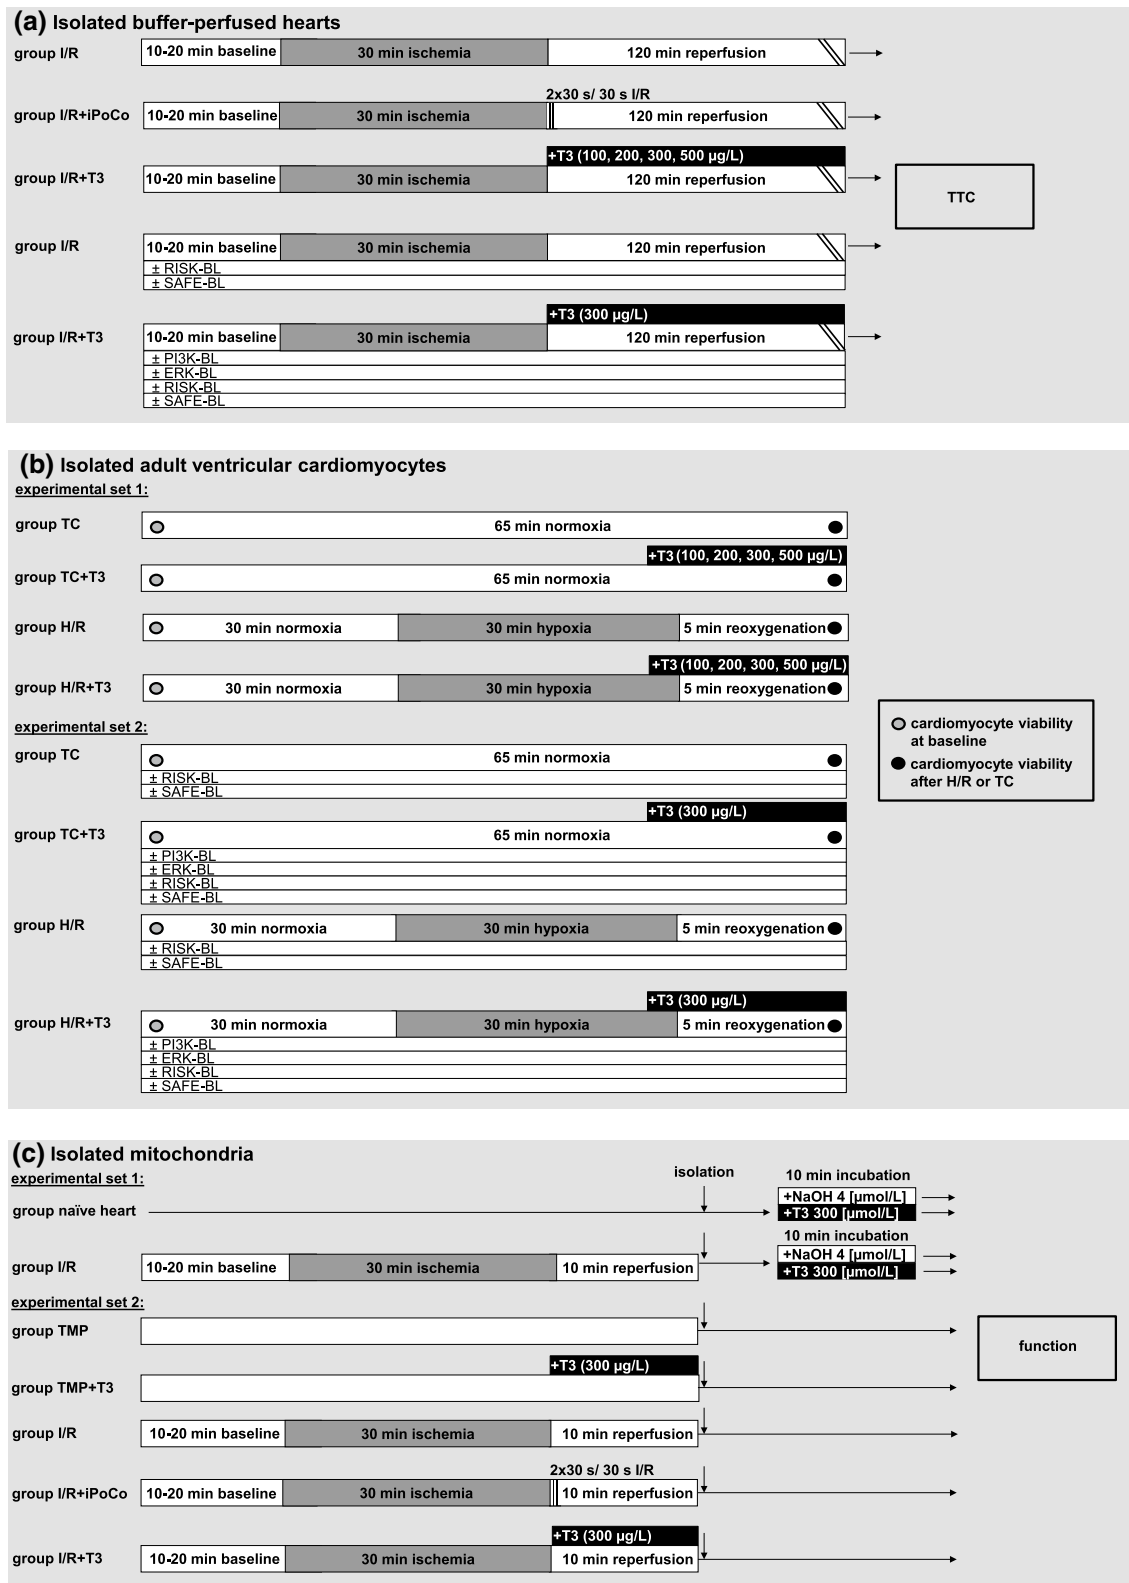 (a) Isolated buffer-perfused hearts
group I/R
10-20 min baseline 30 min ischemia 120 min reperfusion
2x30 s/ 30 s I/R
group I/R+iPoCo
10-20 min baseline 30 min ischemia 120 min reperfusion
+T3 (100, 200, 300, 500 µg/L)
group I/R+T3
10-20 min baseline 30 min ischemia 120 min reperfusion
TTC
group I/R
10-20 min baseline 30 min ischemia 120 min reperfusion
± RISK-BL
± SAFE-BL
+T3 (300 µg/L)
group I/R+T3
10-20 min baseline 30 min ischemia 120 min reperfusion
± PI3K-BL
± ERK-BL
± RISK-BL
± SAFE-BL
(b) Isolated adult ventricular cardiomyocytes
experimental set 1:
group TC
65 min normoxia
+T3 (100, 200, 300, 500 µg/L)
group TC+T3
65 min normoxia
group H/R
30 min normoxia 30 min hypoxia 5 min reoxygenation
+T3 (100, 200, 300, 500 µg/L)
group H/R+T3
30 min normoxia 30 min hypoxia 5 min reoxygenation
experimental set 2:
group TC
65 min normoxia
± RISK-BL
± SAFE-BL
cardiomyocyte viability
at baseline
cardiomyocyte viability
after H/R or TC
+T3 (300 µg/L)
group TC+T3
65 min normoxia
± PI3K-BL
± ERK-BL
± RISK-BL
± SAFE-BL
group H/R
30 min normoxia 30 min hypoxia 5 min reoxygenation
± RISK-BL
± SAFE-BL
+T3 (300 µg/L)
group H/R+T3
30 min normoxia 30 min hypoxia 5 min reoxygenation
± PI3K-BL
± ERK-BL
± RISK-BL
± SAFE-BL
(c) Isolated mitochondria
experimental set 1:
isolation
10 min incubation
group naïve heart
+NaOH 4 [µmol/L]
+T3 300 [µmol/L]
10 min incubation
group I/R
10-20 min baseline 30 min ischemia 10 min reperfusion
+NaOH 4 [µmol/L]
+T3 300 [µmol/L]
experimental set 2:
group TMP
function
+T3 (300 µg/L)
group TMP+T3
group I/R
10-20 min baseline 30 min ischemia 10 min reperfusion
2x30 s/ 30 s I/R
group I/R+iPoCo
10-20 min baseline 30 min ischemia 10 min reperfusion
+T3 (300 µg/L)
group I/R+T3
10-20 min baseline 30 min ischemia 10 min reperfusion